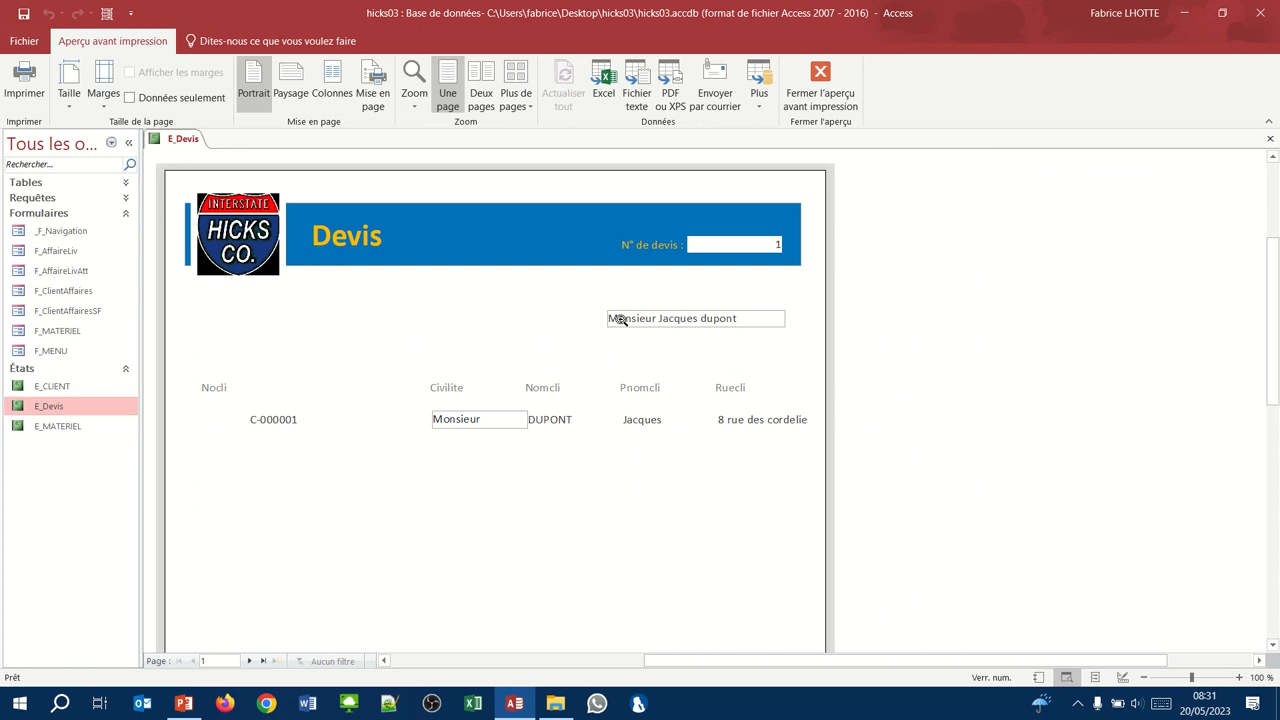 hicks03 : Base de données- C:\Users\fabrice\Desktop\hicks03\hicks03.accdb (format de fichier Access 2007 - 2016) - Access
Fabrice LHOTTE
Fichier
Aperçu avant impression
Dites-nous ce que vous voulez faire
Imprimer
Taille
Marges
Afficher les marges
Données seulement
Portrait
Paysage
Colonnes
Mise en page
Zoom
Une page
Deux pages
Plus de pages
Actualiser tout
Excel
Fichier texte
PDF ou XPS
Envoyer par courrier
Plus
Fermer l'aperçu avant impression
Imprimer
Taille de la page
Mise en page
Zoom
Données
Fermer l'aperçu
Tous les o...
E_Devis
Rechercher...
Tables
Requêtes
Formulaires
_F_Navigation
F_AffaireLiv
F_AffaireLivAtt
F_ClientAffaires
F_ClientAffairesSF
F_MATERIEL
F_MENU
États
E_CLIENT
E_Devis
E_MATERIEL
INTERSTATE
HICKS
CO.
Devis
N° de devis : 1
Monsieur Jacques dupont
Nocli Civilite Nomcli Pnomcli Ruecli
C-000001 Monsieur DUPONT Jacques 8 rue des cordelie
Page : 1
Aucun filtre
Prêt
Verr. num.
100 %
08:31
20/05/2023